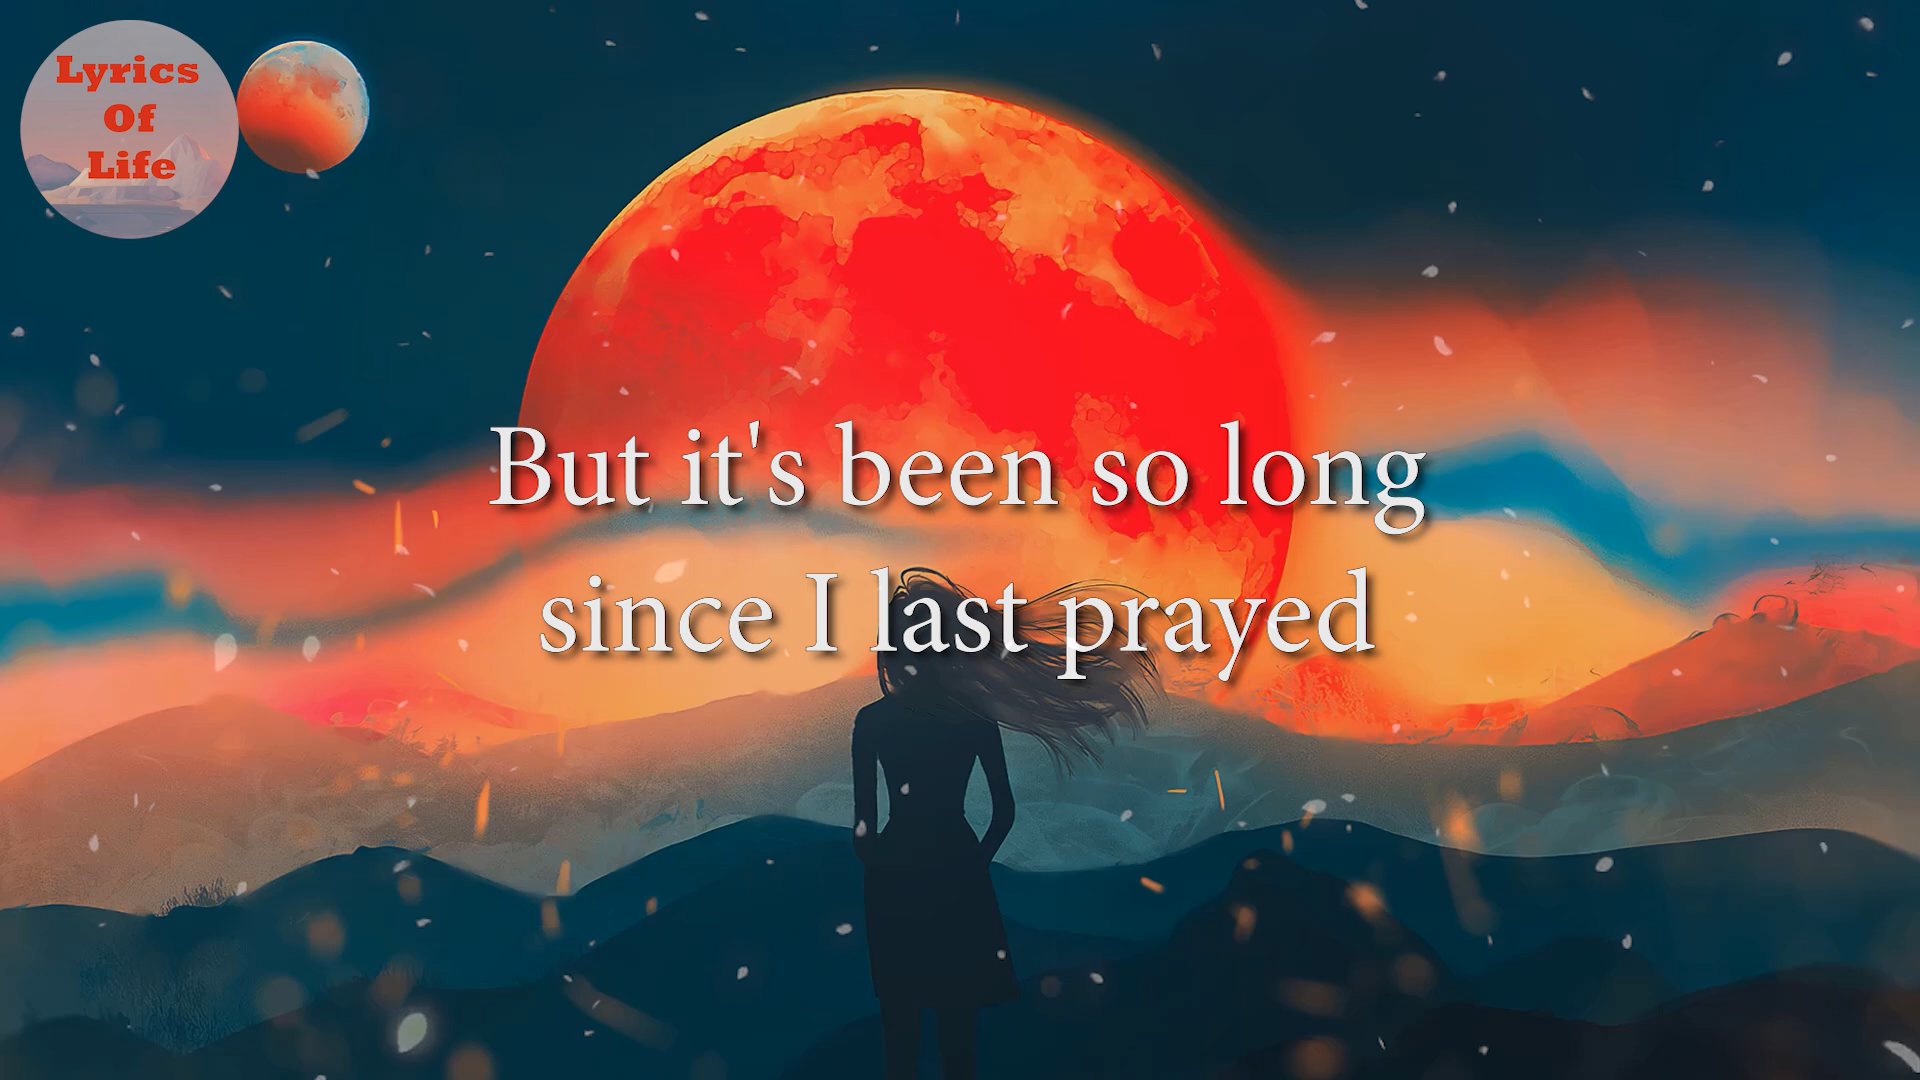 Lyrics
Of
Life
But it's been so long
since I last prayed